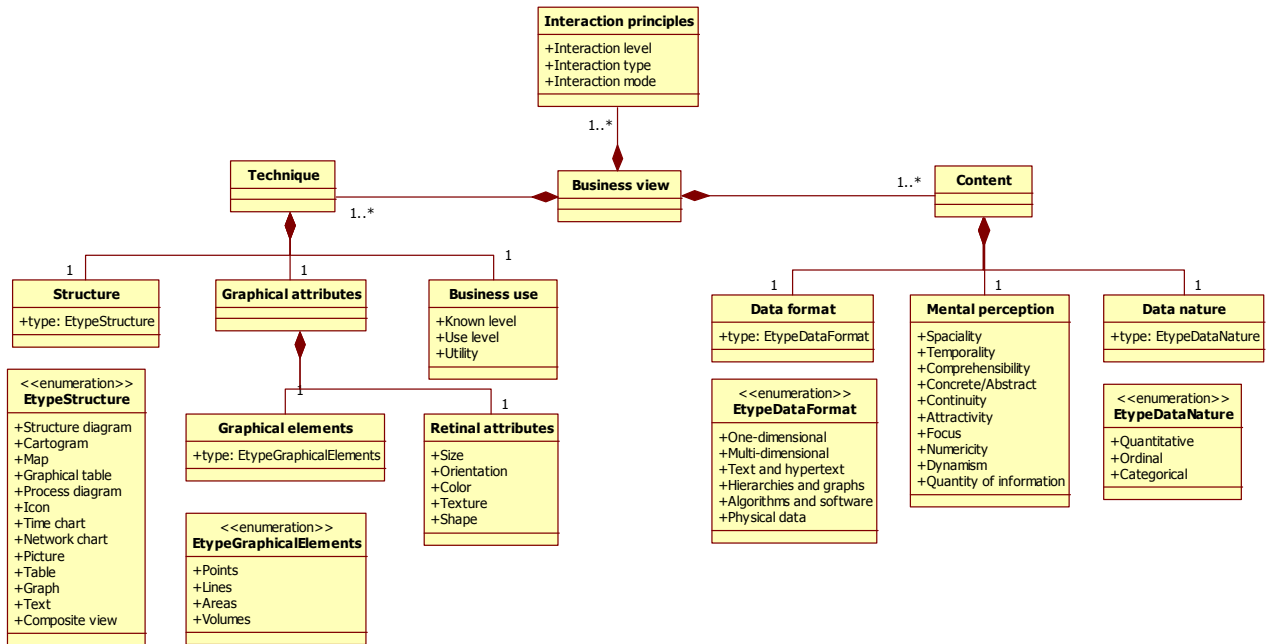 Interaction principles
+Interaction level
+Interaction type
+Interaction mode
1..*
Technique
Business view
Content
1..*
1..*
1
1
1
Structure
+type: EtypeStructure
Graphical attributes
Business use
+Known level
+Use level
+Utility
1
1
1
Data format
+type: EtypeDataFormat
Mental perception
+Spaciality
+Temporality
+Comprehensibility
+Concrete/Abstract
+Continuity
+Attractivity
+Focus
+Numericity
+Dynamism
+Quantity of information
Data nature
+type: EtypeDataNature
<<enumeration>>
EtypeStructure
+Structure diagram
+Cartogram
+Map
+Graphical table
+Process diagram
+Icon
+Time chart
+Network chart
+Picture
+Table
+Graph
+Text
+Composite view
1
1
Graphical elements
+type: EtypeGraphicalElements
Retinal attributes
+Size
+Orientation
+Color
+Texture
+Shape
<<enumeration>>
EtypeGraphicalElements
+Points
+Lines
+Areas
+Volumes
<<enumeration>>
EtypeDataFormat
+One-dimensional
+Multi-dimensional
+Text and hypertext
+Hierarchies and graphs
+Algorithms and software
+Physical data
<<enumeration>>
EtypeDataNature
+Quantitative
+Ordinal
+Categorical